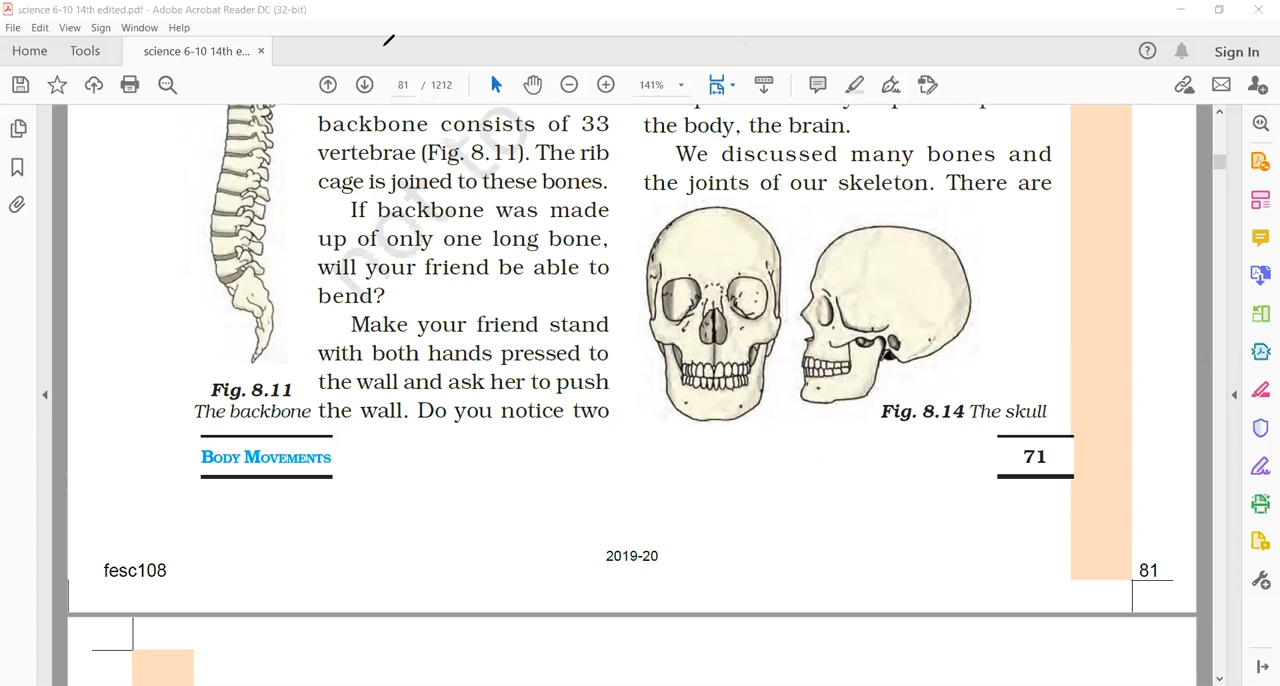 science 6-10 14th edited.pdf - Adobe Acrobat Reader DC (32-bit)
File Edit View Sign Window Help
Home Tools science 6-10 14th e... × Sign In
81 / 1212 141%
backbone consists of 33
vertebrae (Fig. 8.11). The rib
cage is joined to these bones.
If backbone was made
up of only one long bone,
will your friend be able to
bend?
Make your friend stand
with both hands pressed to
the wall and ask her to push
the wall. Do you notice two
Fig. 8.11
The backbone
not to
the body, the brain.
We discussed many bones and
the joints of our skeleton. There are
Fig. 8.14 The skull
BODY MOVEMENTS
71
2019-20
fesc108
81